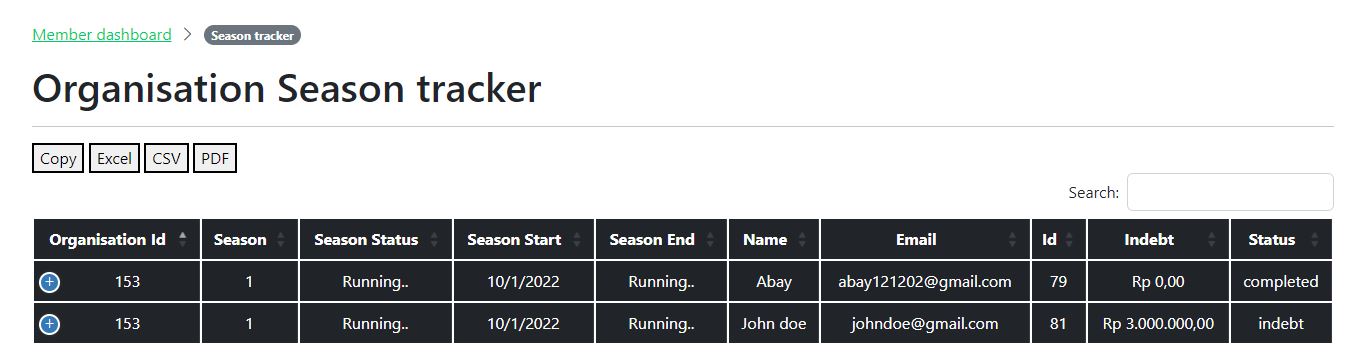 Member dashboard > Season tracker
Organisation Season tracker
Copy Excel CSV PDF
Search:
Organisation Id Season Season Status Season Start Season End Name Email Id Indebt Status
153 1 Running.. 10/1/2022 Running.. Abay abay121202@gmail.com 79 Rp 0,00 completed
153 1 Running.. 10/1/2022 Running.. John doe johndoe@gmail.com 81 Rp 3.000.000,00 indebt